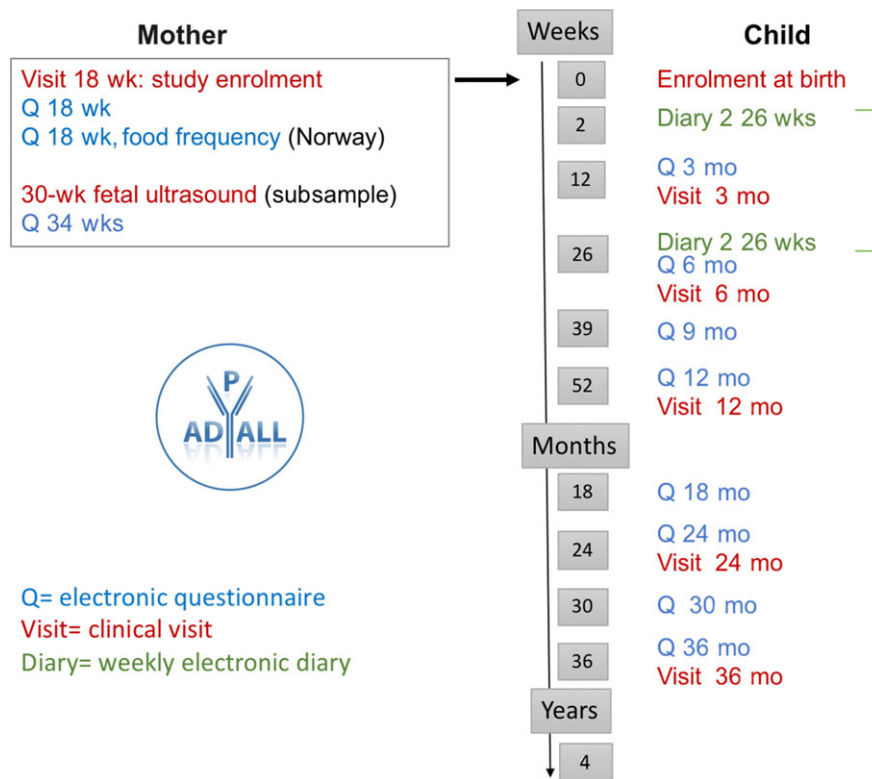 Mother
Weeks
Child
Visit 18 wk: study enrolment
Q 18 wk
Q 18 wk, food frequency (Norway)
30-wk fetal ultrasound (subsample)
Q 34 wks
0
Enrolment at birth
2
Diary 2 26 wks
12
Q 3 mo
Visit 3 mo
26
Diary 2 26 wks
Q 6 mo
Visit 6 mo
39
Q 9 mo
52
Q 12 mo
Visit 12 mo
P
AD ALL
Months
18
Q 18 mo
24
Q 24 mo
Visit 24 mo
30
Q 30 mo
36
Q 36 mo
Visit 36 mo
Q= electronic questionnaire
Visit= clinical visit
Diary= weekly electronic diary
Years
4